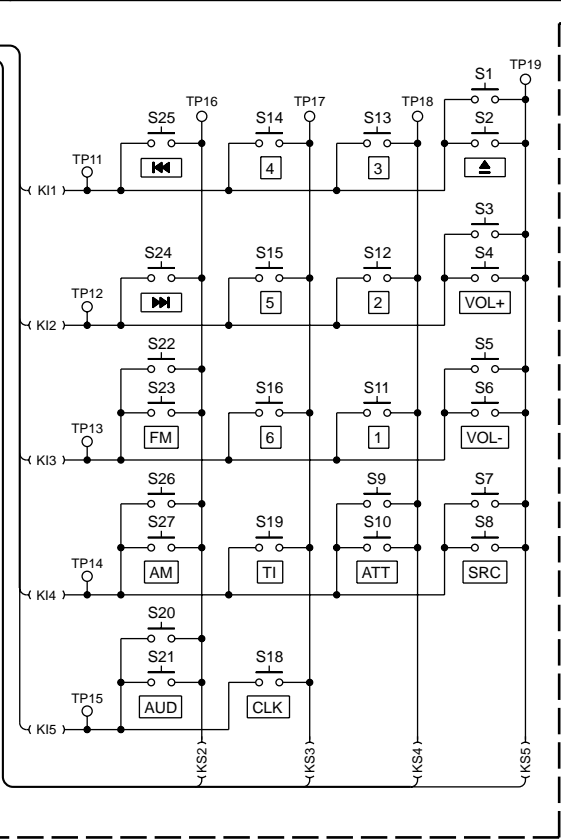 S1 TP19
TP16 TP17 TP18
S25 S14 S13 S2
TP11
4 3
KI1
S3
S24 S15 S12 S4
TP12
5 2 VOL+
KI2
S22 S5
S23 S16 S11 S6
TP13
FM 6 1 VOL-
KI3
S26 S9 S7
S27 S19 S10 S8
TP14
AM TI ATT SRC
KI4
S20
S21 S18
TP15
AUD CLK
KI5
KS2 KS3 KS4 KS5